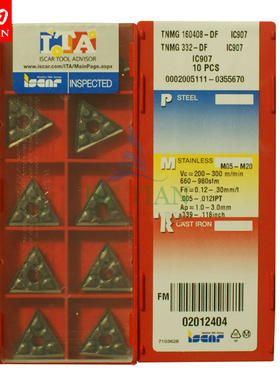 ITA
ISCAR TOOL ADVISOR
www.iscar.com/ITA/MainPage.aspx
iscar
INSPECTED
TNMG 160408-DF IC907
TNMG 332-DF IC907
IC907
10 PCS
0002005111-0355670
P STEEL
M STAINLESS M05-M20
Vc=200-300 m/min
660-980sfm
Fn=0.12-.30mm/t
.005-.012IPT
Ap=1.0-3.0mm
.039-.118inch
CAST IRON
FM
02012404
7103628
iscar